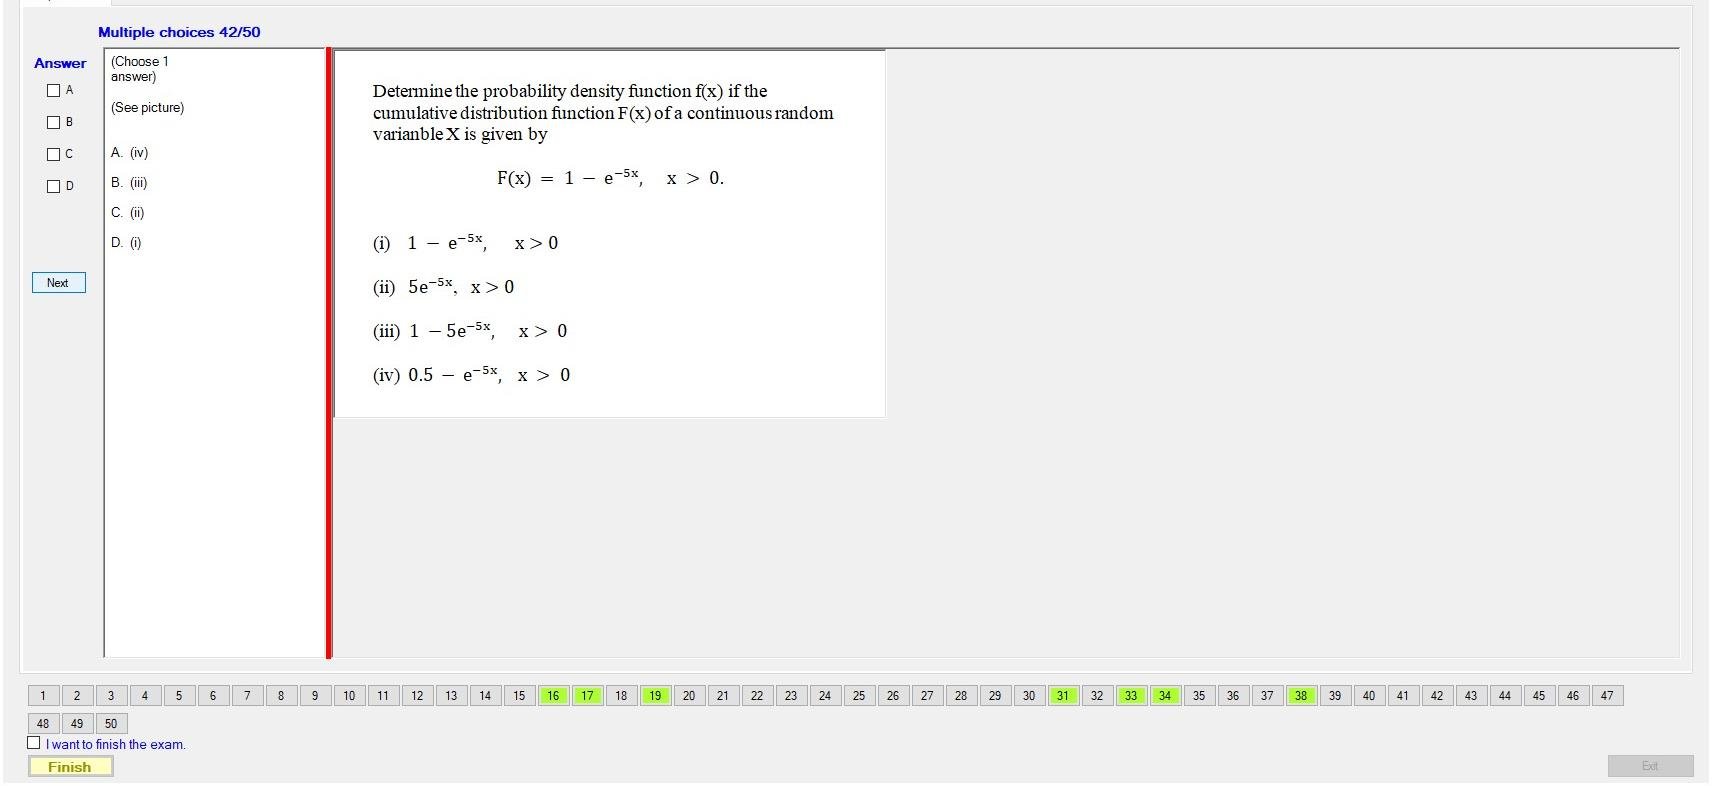 Multiple choices 42/50
Answer
A
B
C
D
Next
(Choose 1
answer)
(See picture)
A. (iv)
B. (iii)
C. (ii)
D. (i)
Determine the probability density function f(x) if the
cumulative distribution function F(x) of a continuous random
varianble X is given by
F(x) = 1 − e⁻⁵ˣ, x > 0.
(i) 1 − e⁻⁵ˣ, x > 0
(ii) 5e⁻⁵ˣ, x > 0
(iii) 1 − 5e⁻⁵ˣ, x > 0
(iv) 0.5 − e⁻⁵ˣ, x > 0
1 2 3 4 5 6 7 8 9 10 11 12 13 14 15 16 17 18 19 20 21 22 23 24 25 26 27 28 29 30 31 32 33 34 35 36 37 38 39 40 41 42 43 44 45 46 47
48 49 50
I want to finish the exam.
Finish
Exit